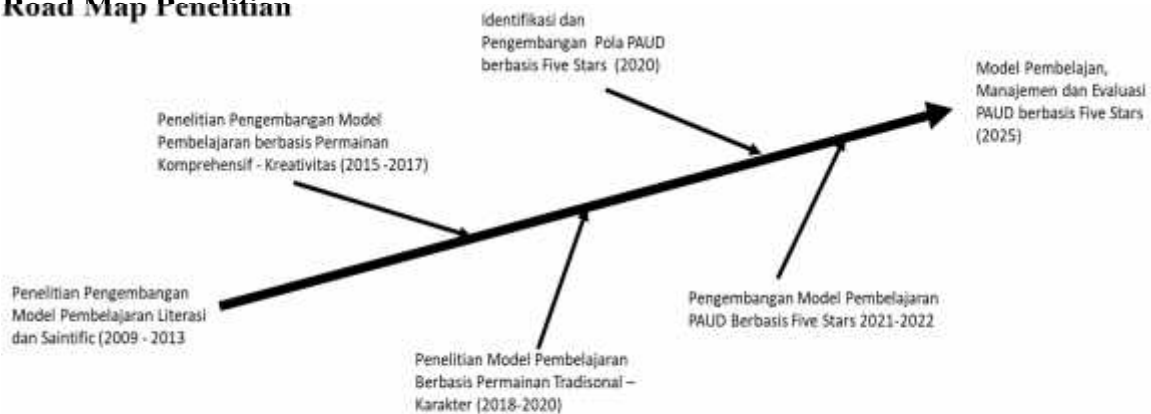 Road Map Penelitian
Identifikasi dan
Pengembangan Pola PAUD
berbasis Five Stars (2020)
Model Pembelajan,
Manajemen dan Evaluasi
PAUD berbasis Five Stars
(2025)
Penelitian Pengembangan Model
Pembelajaran berbasis Permainan
Komprehensif - Kreativitas (2015 -2017)
Penelitian Pengembangan
Model Pembelajaran Literasi
dan Saintific (2009 - 2013
Pengembangan Model Pembelajaran
PAUD Berbasis Five Stars 2021-2022
Penelitian Model Pembelajaran
Berbasis Permainan Tradisonal –
Karakter (2018-2020)